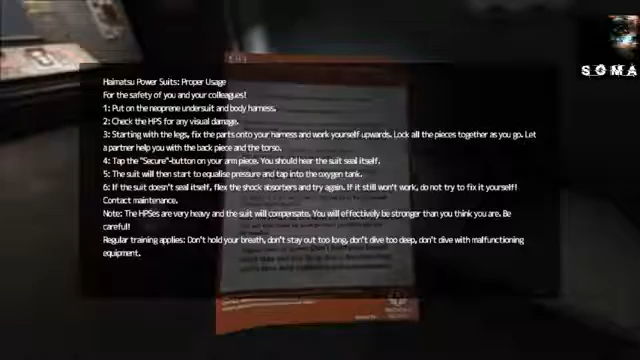 SOMA
Haimatsu Power Suits: Proper Usage
For the safety of you and your colleagues!
1: Put on the neoprene undersuit and body harness.
2: Check the HPS for any visual damage.
3: Starting with the legs, fix the parts onto your harness and work yourself upwards. Lock all the pieces together as you go. Let
a partner help you with the back piece and the torso.
4: Tap the "Secure"-button on your arm piece. You should hear the suit seal itself.
5: The suit will then start to equalise pressure and tap into the oxygen tank.
6: If the suit doesn't seal itself, flex the shock absorbers and try again. If it still won't work, do not try to fix it yourself!
Contact maintenance.
Note: The HPSes are very heavy and the suit will compensate. You will effectively be stronger than you think you are. Be
careful!
Regular training applies: Don't hold your breath, don't stay out too long, don't dive too deep, don't dive with malfunctioning
equipment.